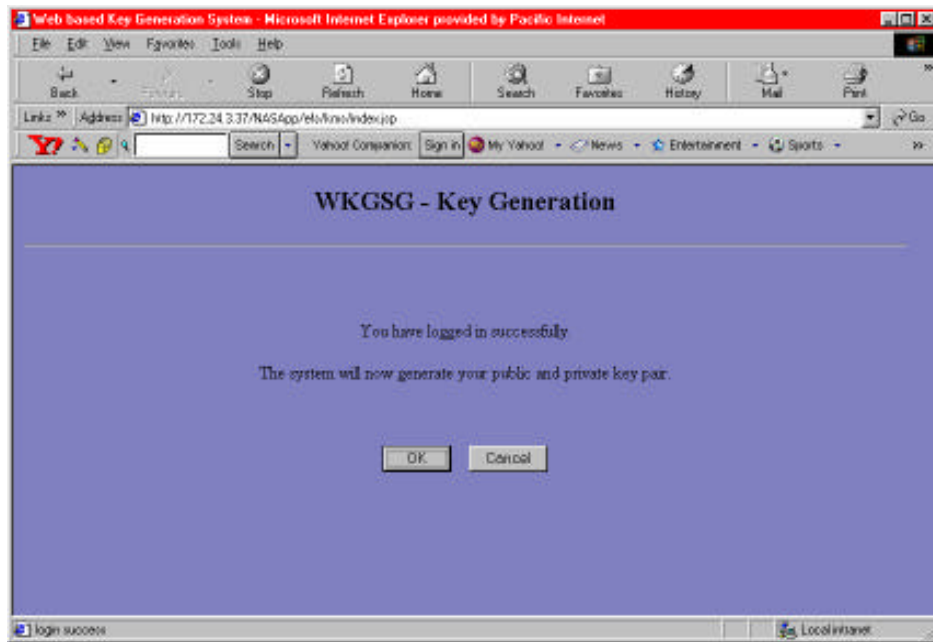 Web based Key Generation System - Microsoft Internet Explorer provided by Pacific Internet
File Edit View Favorites Tools Help
Back Forward Stop Refresh Home Search Favorites History Mail Print
Links » Address http://172.24.3.37/NASApp/elo/kmo/index.jsp Go
Y! Search Yahoo! Companion: Sign in My Yahoo! News Entertainment Sports »
WKGSG - Key Generation
You have logged in successfully
The system will now generate your public and private key pair.
OK Cancel
login success Local intranet